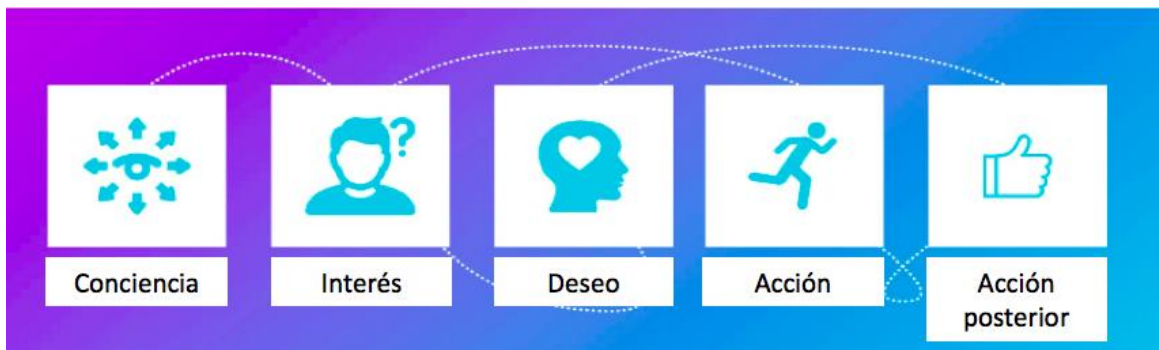 Conciencia
Interés
Deseo
Acción
Acción
posterior